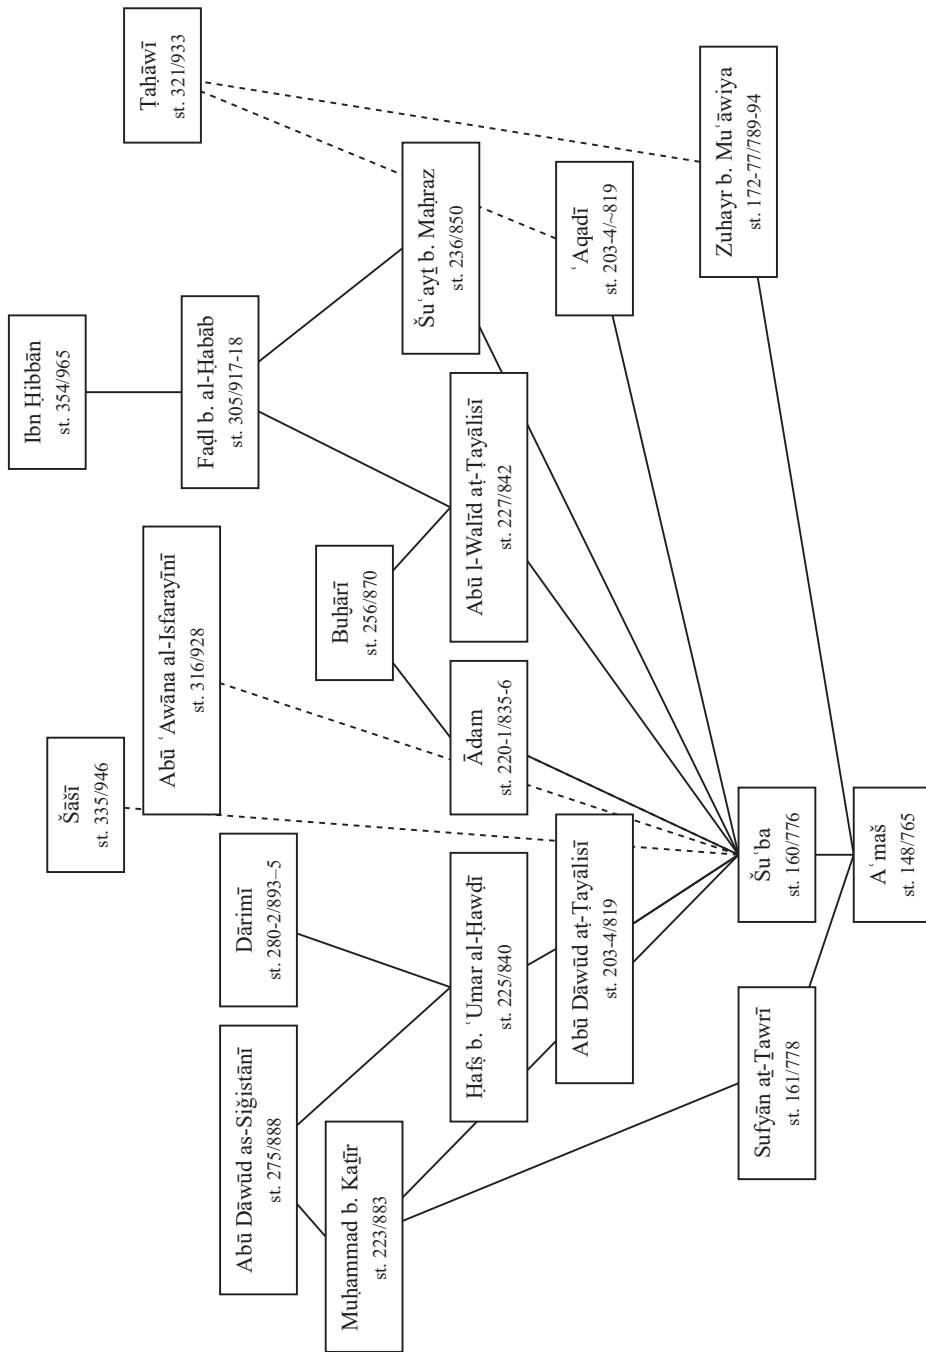 Ibn Ḥibbān
st. 354/965
Šāšī
st. 335/946
Ṭaḥāwī
st. 321/933
Abū ʿAwāna al-Isfarayīnī
st. 316/928
Faḍl b. al-Ḥabāb
st. 305/917-18
Abū Dāwūd as-Siǧistānī
st. 275/888
Dārimī
st. 280-2/893–5
Buḫārī
st. 256/870
Muḥammad b. Kaṯīr
st. 223/883
Šuʿayṯ b. Maḥraz
st. 236/850
Ḥafṣ b. ʿUmar al-Ḥawḍī
st. 225/840
Ādam
st. 220-1/835-6
Abū l-Walīd aṭ-Ṭayālisī
st. 227/842
Abū Dāwūd aṭ-Ṭayālisī
st. 203-4/819
ʿAqadī
st. 203-4/~819
Zuhayr b. Muʿāwiya
st. 172-77/789-94
Sufyān aṯ-Ṯawrī
st. 161/778
Šuʿba
st. 160/776
Aʿmaš
st. 148/765